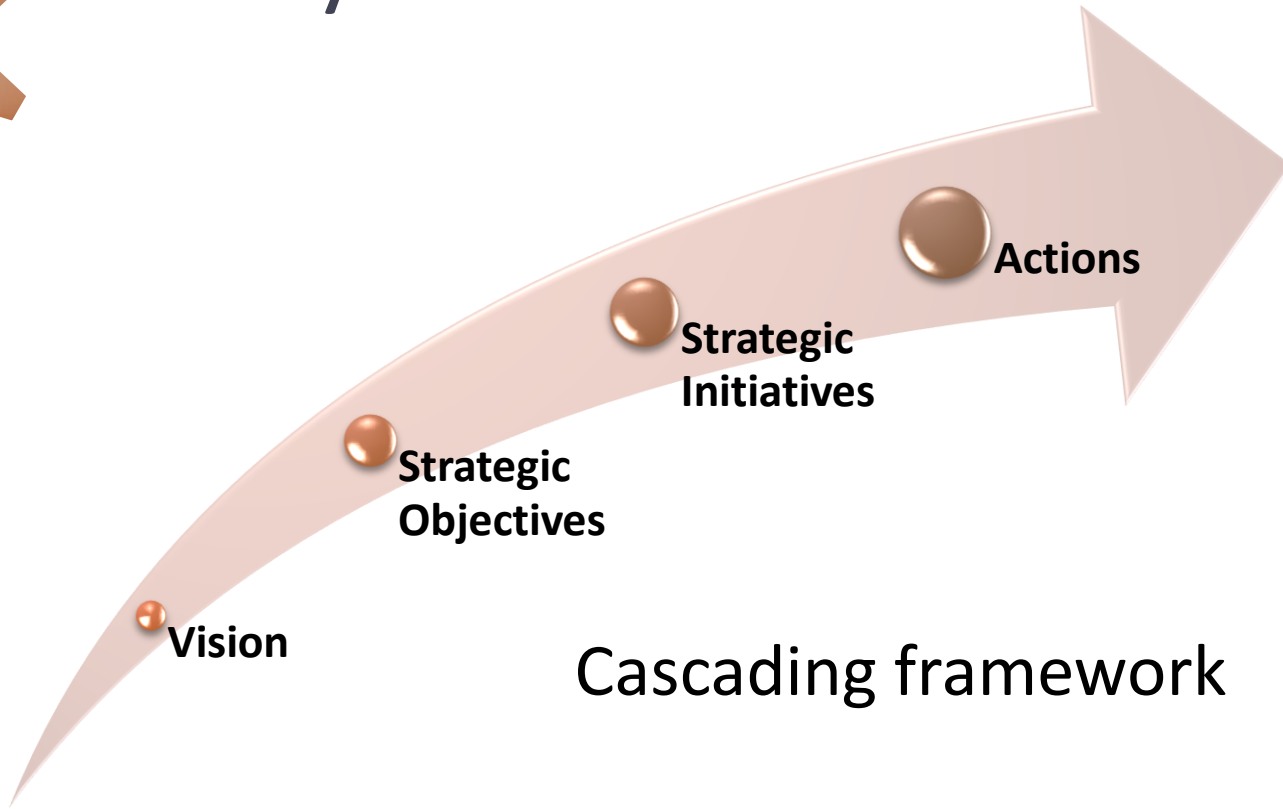 Actions
Strategic
Initiatives
Strategic
Objectives
Vision
Cascading framework